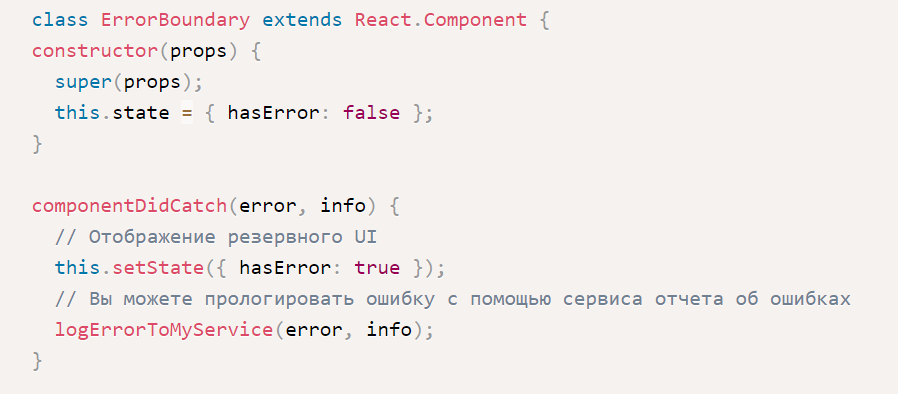 class ErrorBoundary extends React.Component {
constructor(props) {
  super(props);
  this.state = { hasError: false };
}

componentDidCatch(error, info) {
  // Отображение резервного UI
  this.setState({ hasError: true });
  // Вы можете прологировать ошибку с помощью сервиса отчета об ошибках
  logErrorToMyService(error, info);
}